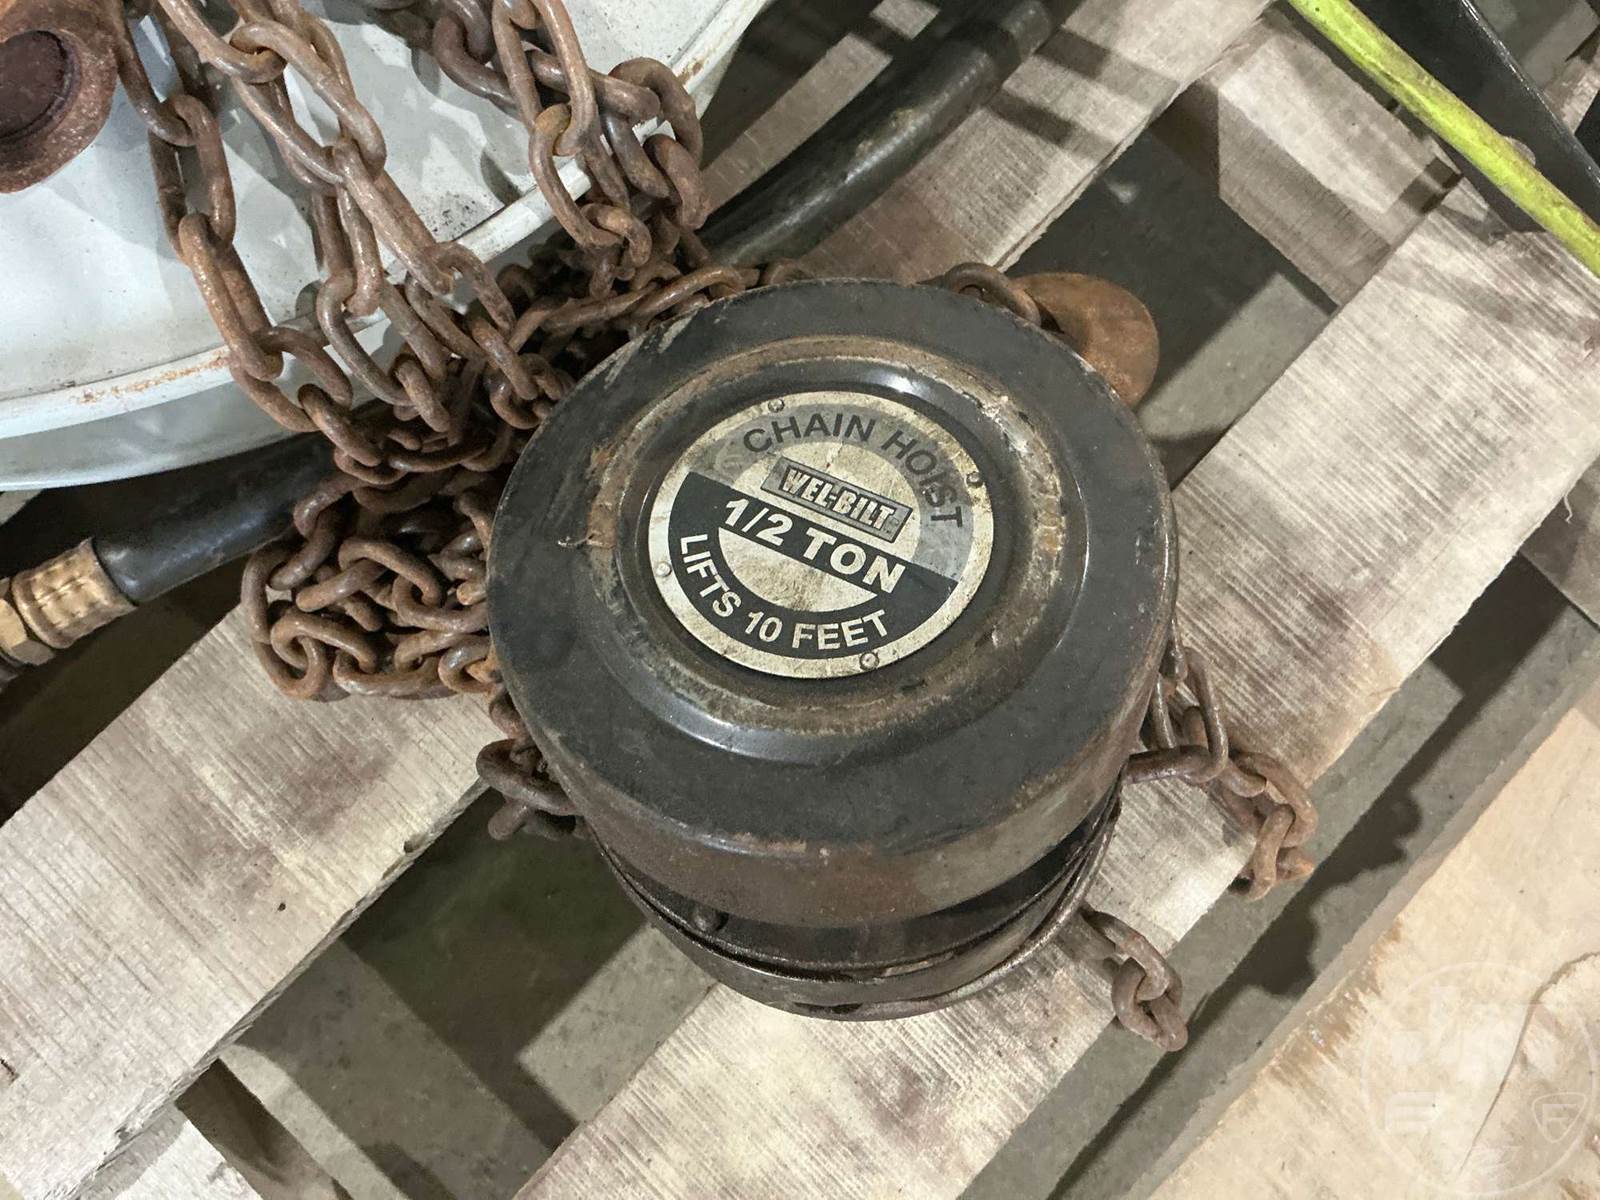 CHAIN HOIST
WEL-BILT
1/2 TON
LIFTS 10 FEET